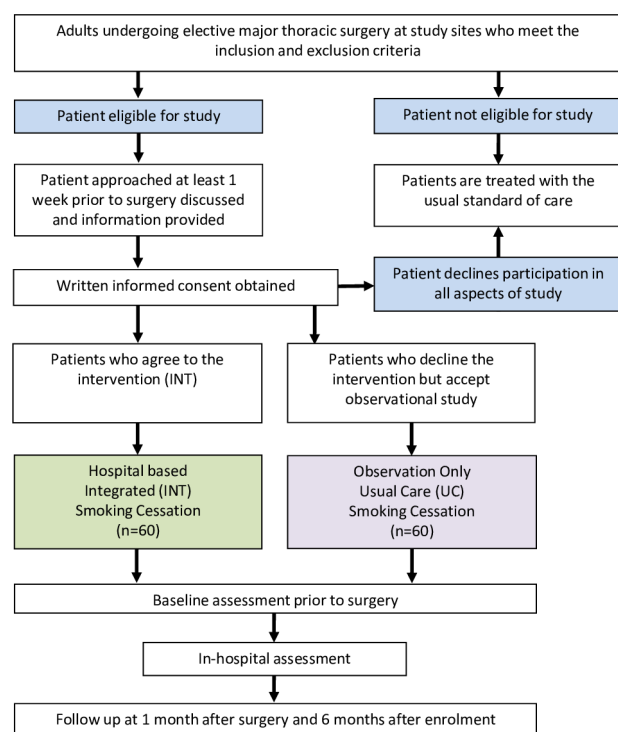 Adults undergoing elective major thoracic surgery at study sites who meet the
inclusion and exclusion criteria
Patient eligible for study
Patient not eligible for study
Patient approached at least 1
week prior to surgery discussed
and information provided
Patients are treated with the
usual standard of care
Written informed consent obtained
Patient declines participation in
all aspects of study
Patients who agree to the
intervention (INT)
Patients who decline the
intervention but accept
observational study
Hospital based
Integrated (INT)
Smoking Cessation
(n=60)
Observation Only
Usual Care (UC)
Smoking Cessation
(n=60)
Baseline assessment prior to surgery
In-hospital assessment
Follow up at 1 month after surgery and 6 months after enrolment